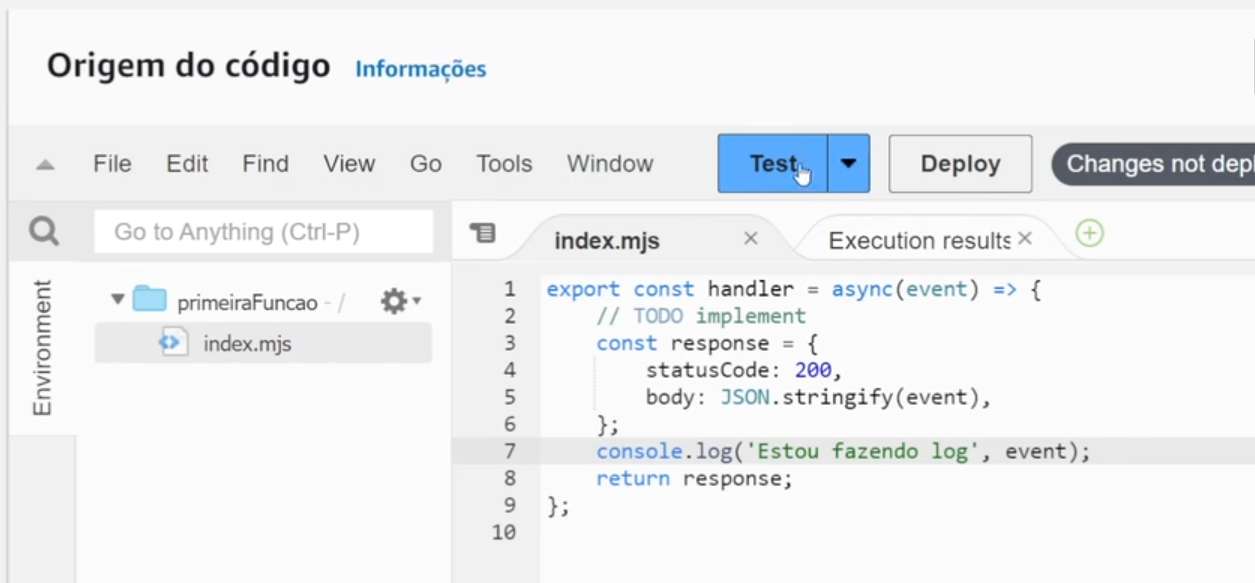 Origem do código Informações
File Edit Find View Go Tools Window Test Deploy Changes not depl
Go to Anything (Ctrl-P)
index.mjs Execution results
Environment
primeiraFuncao - /
index.mjs
1 export const handler = async(event) => {
2 // TODO implement
3 const response = {
4 statusCode: 200,
5 body: JSON.stringify(event),
6 };
7 console.log('Estou fazendo log', event);
8 return response;
9 };
10